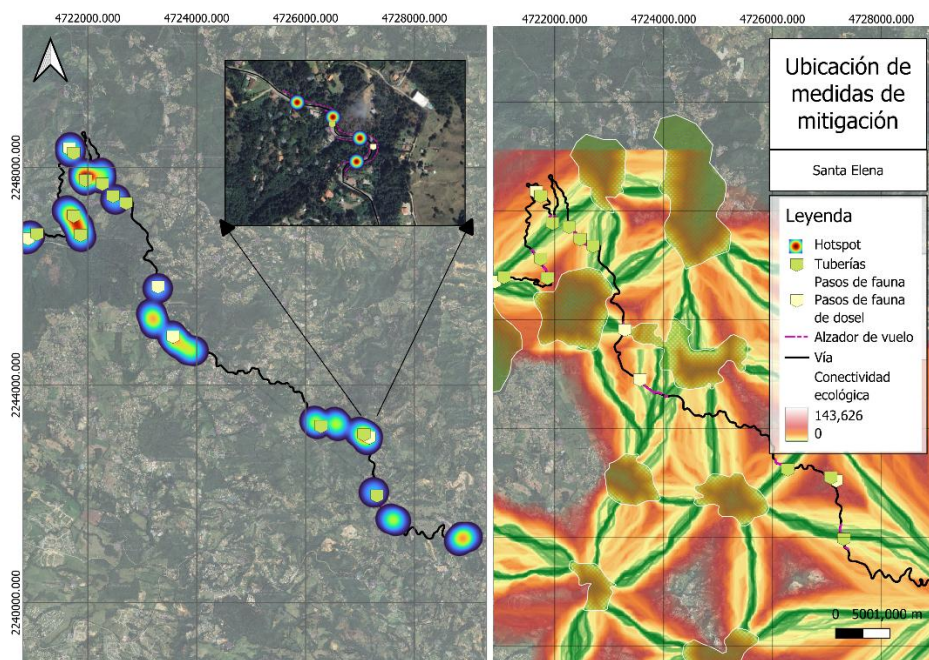 4722000.000 4724000.000 4726000.000 4728000.000
4722000.000 4724000.000 4726000.000 4728000.000
2248000.000
2244000.000
2240000.000
Ubicación de
medidas de
mitigación
Santa Elena
Leyenda
Hotspot
Tuberías
Pasos de fauna
Pasos de fauna
de dosel
Alzador de vuelo
Vía
Conectividad
ecológica
143,626
0
0 5001,000 m